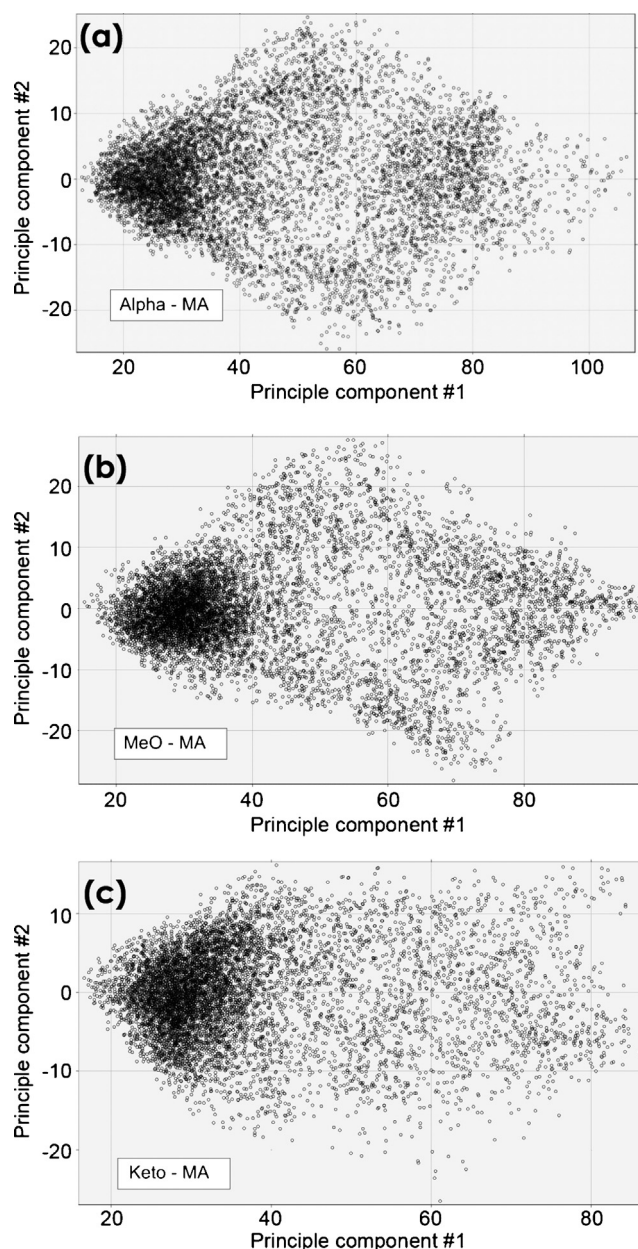 (a)
Principle component #2
20
10
0
-10
-20
Alpha - MA
20 40 60 80 100
Principle component #1
(b)
Principle component #2
20
10
0
-10
-20
MeO - MA
20 40 60 80
Principle component #1
(c)
Principle component #2
10
0
-10
-20
Keto - MA
20 40 60 80
Principle component #1